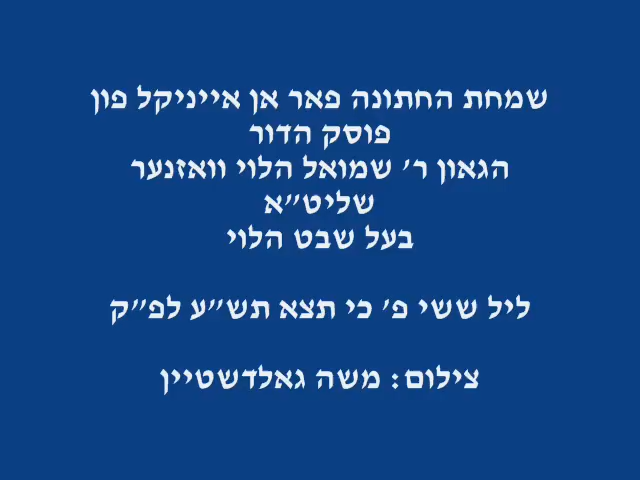 שמחת החתונה פאר אן אייניקל פון
פוסק הדור
הגאון ר׳ שמואל הלוי וואזנער
שליט״א
בעל שבט הלוי
ליל ששי פ׳ כי תצא תש״ע לפ״ק
צילום: משה גאלדשטיין